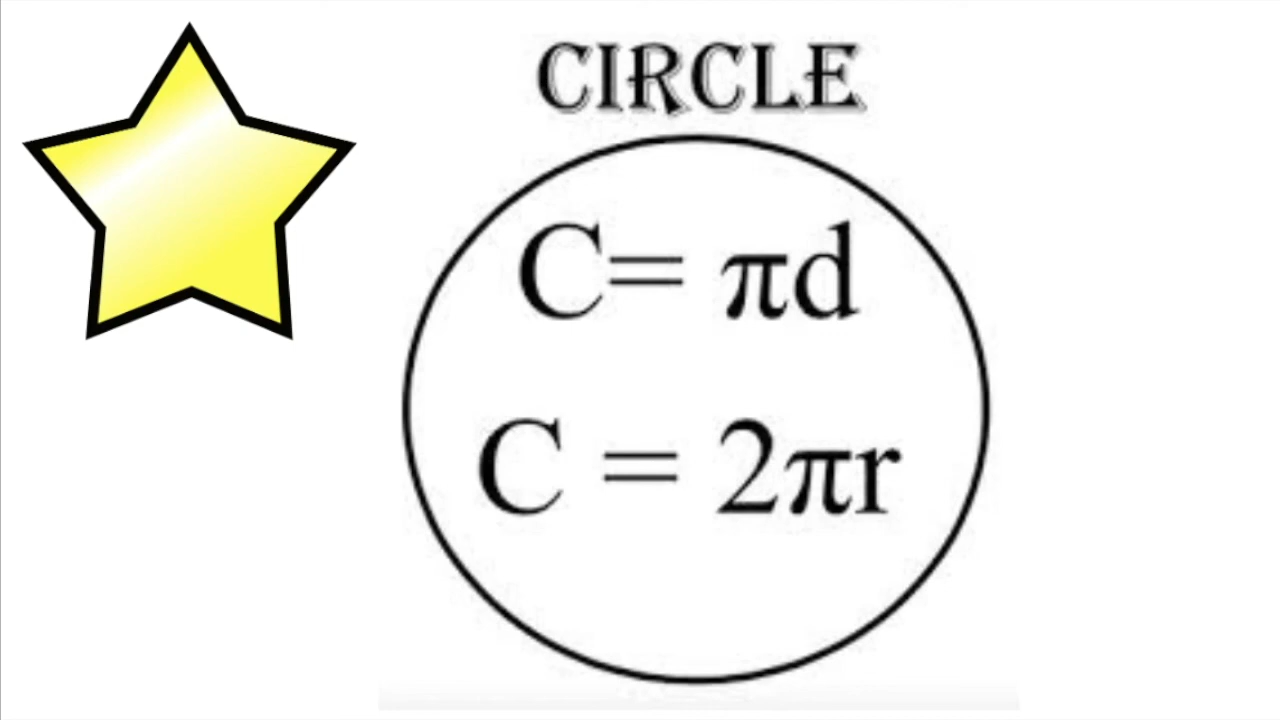 CIRCLE
C= πd
C = 2πr